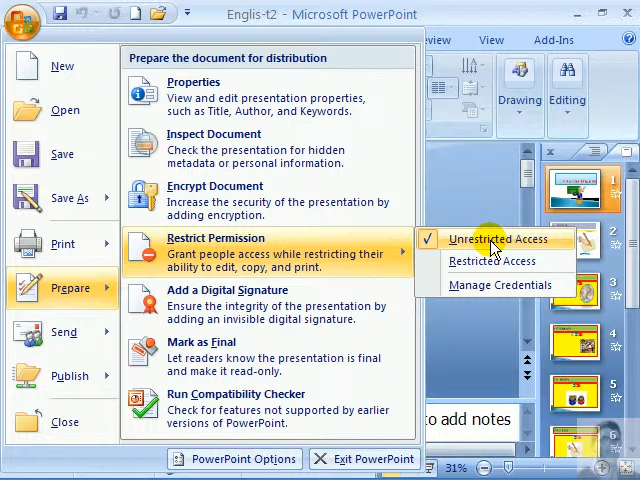 Englis-t2 - Microsoft PowerPoint
eview View Add-Ins
Drawing Editing
New
Open
Save
Save As
Print
Prepare
Send
Publish
Close
Prepare the document for distribution
Properties
View and edit presentation properties,
such as Title, Author, and Keywords.
Inspect Document
Check the presentation for hidden
metadata or personal information.
Encrypt Document
Increase the security of the presentation by
adding encryption.
Restrict Permission
Grant people access while restricting their
ability to edit, copy, and print.
Add a Digital Signature
Ensure the integrity of the presentation by
adding an invisible digital signature.
Mark as Final
Let readers know the presentation is final
and make it read-only.
Run Compatibility Checker
Check for features not supported by earlier
versions of PowerPoint.
Unrestricted Access
Restricted Access
Manage Credentials
1
2
3
4
5
6
to add notes
PowerPoint Options Exit PowerPoint
31%